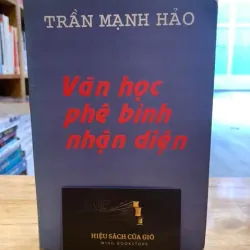 TRẦN MẠNH HẢO
Văn học
phê bình
nhận diện
HIỆU SÁCH CỦA GIÓ
WIND BOOKSTORE